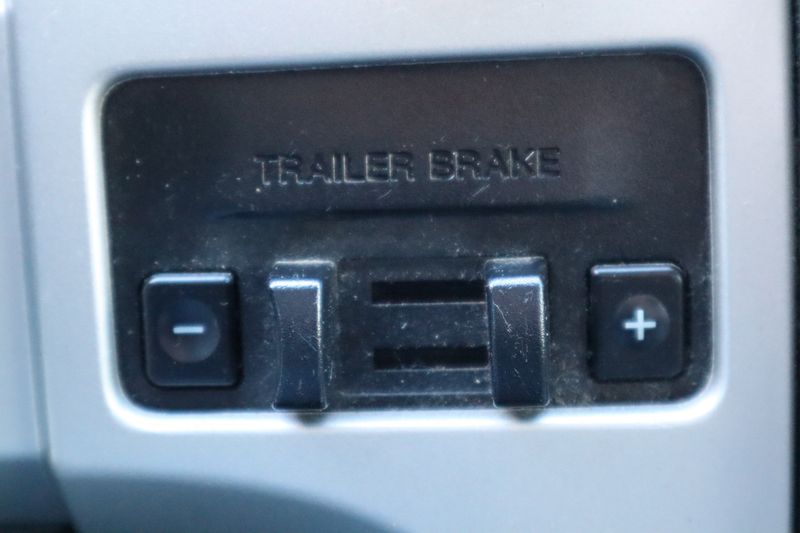 TRAILER BRAKE
- +